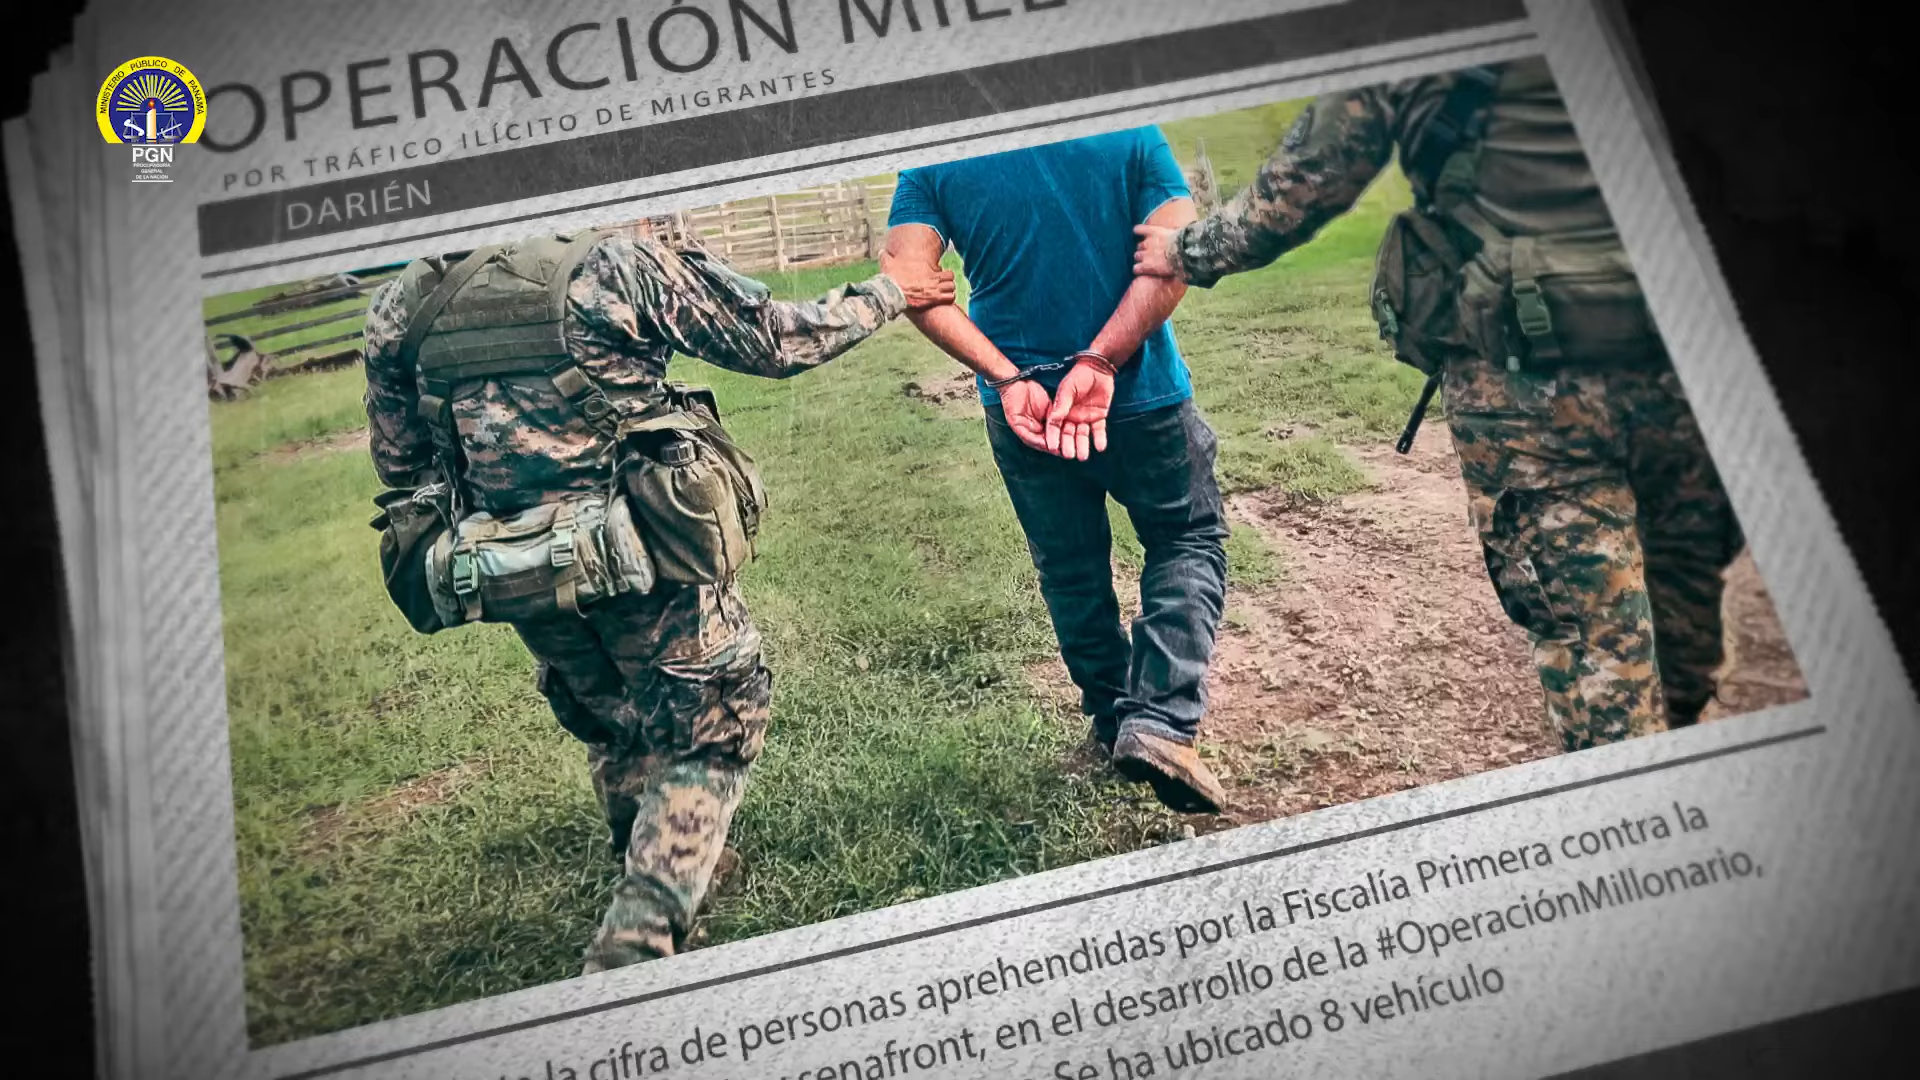 MINISTERIO PÚBLICO DE PANAMÁ
PGN
PROCURADURÍA
GENERAL
DE LA NACIÓN
OPERACIÓN MILL
POR TRÁFICO ILÍCITO DE MIGRANTES
DARIÉN
la cifra de personas aprehendidas por la Fiscalía Primera contra la
cenafront, en el desarrollo de la #OperaciónMillonario,
Se ha ubicado 8 vehículo